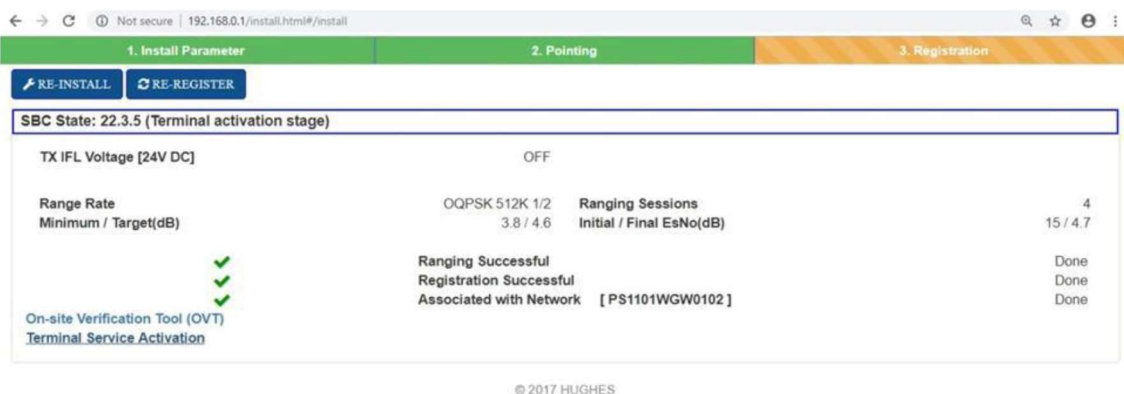 Not secure | 192.168.0.1/install.html#/install
1. Install Parameter 2. Pointing 3. Registration
RE-INSTALL RE-REGISTER
SBC State: 22.3.5 (Terminal activation stage)
TX IFL Voltage [24V DC] OFF
Range Rate OQPSK 512K 1/2 Ranging Sessions 4
Minimum / Target(dB) 3.8 / 4.6 Initial / Final EsNo(dB) 15 / 4.7
Ranging Successful Done
Registration Successful Done
Associated with Network [ PS1101WGW0102 ] Done
On-site Verification Tool (OVT)
Terminal Service Activation
© 2017 HUGHES